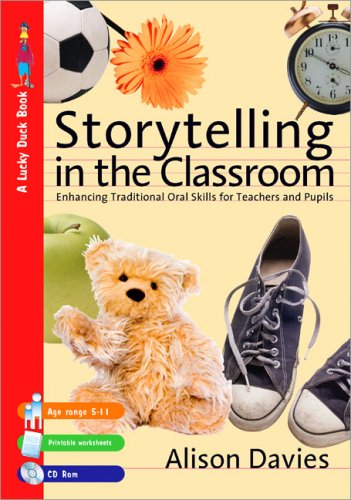 A Lucky Duck Book
Storytelling
in the Classroom
Enhancing Traditional Oral Skills for Teachers and Pupils
Age range 5-11
Printable worksheets
CD Rom
Alison Davies